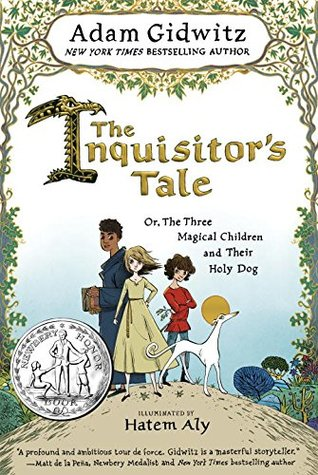 Adam Gidwitz
NEW YORK TIMES BESTSELLING AUTHOR
The
Inquisitor's
Tale
Or, The Three
Magical Children
and Their
Holy Dog
NEWBERY HONOR
BOOK
ILLUMINATED BY
Hatem Aly
"A profound and ambitious tour de force. Gidwitz is a masterful storyteller."
—Matt de la Peña, Newbery Medalist and New York Times bestselling author